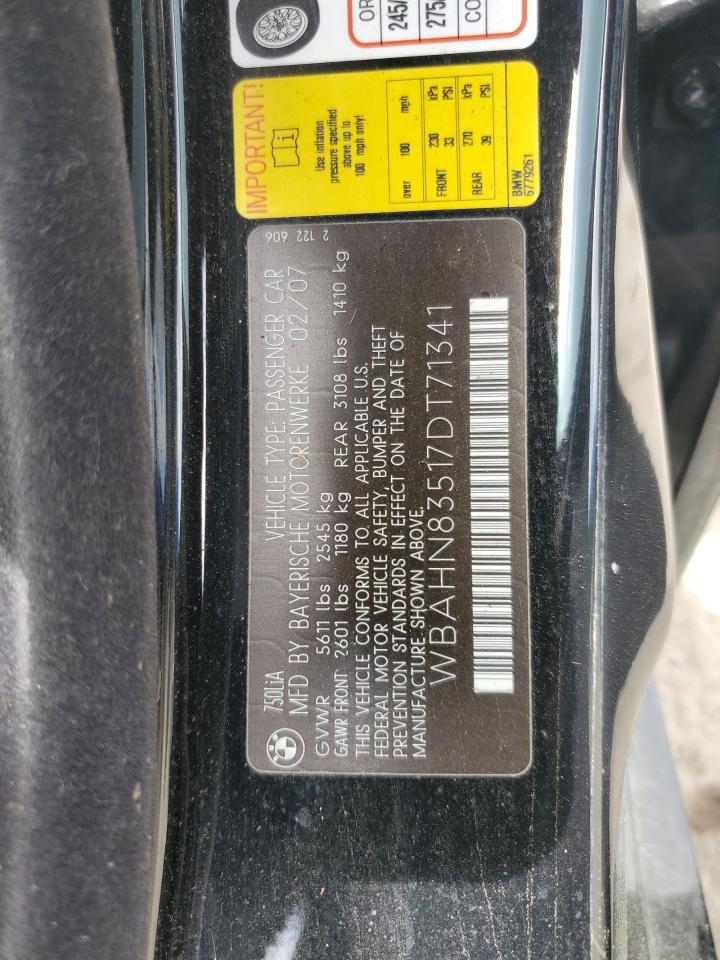 OR
245/
275/
CO
IMPORTANT!
Use inflation
pressure specified
above up to
100 mph only!
over 100 mph
FRONT 230 kPa
33 PSI
REAR 270 kPa
39 PSI
BMW
6779261
2 122 606
750LiA VEHICLE TYPE: PASSENGER CAR
MFD BY BAYERISCHE MOTORENWERKE 02/07
GVWR 5611 lbs 2545 kg
GAWR FRONT 2601 lbs 1180 kg REAR 3108 lbs 1410 kg
THIS VEHICLE CONFORMS TO ALL APPLICABLE U.S.
FEDERAL MOTOR VEHICLE SAFETY, BUMPER AND THEFT
PREVENTION STANDARDS IN EFFECT ON THE DATE OF
MANUFACTURE SHOWN ABOVE.
WBAHN83517DT71341